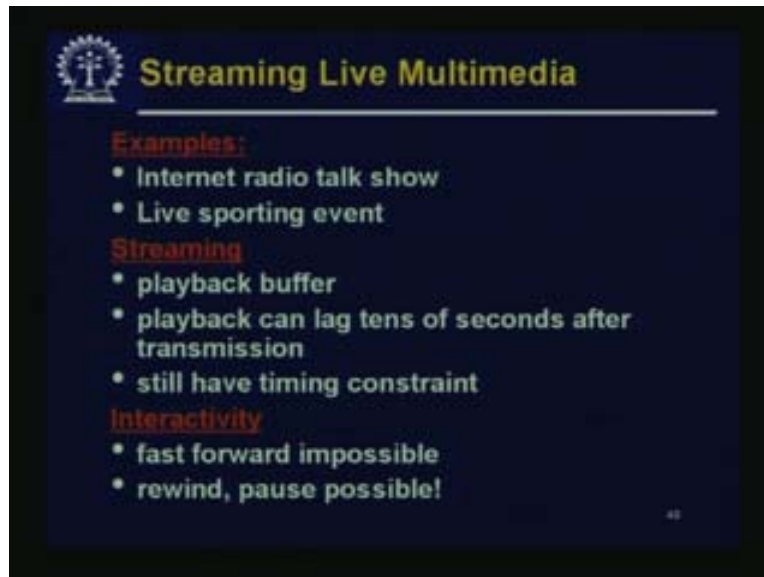 Streaming Live Multimedia
Examples:
• Internet radio talk show
• Live sporting event
Streaming
• playback buffer
• playback can lag tens of seconds after
transmission
• still have timing constraint
Interactivity
• fast forward impossible
• rewind, pause possible!